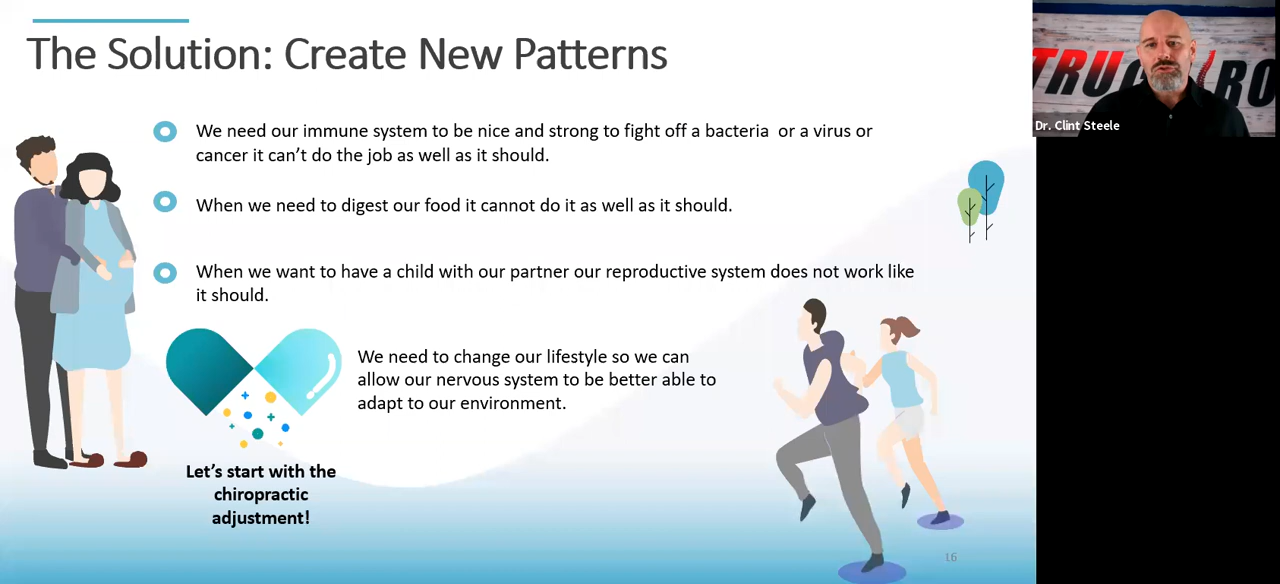 The Solution: Create New Patterns
We need our immune system to be nice and strong to fight off a bacteria or a virus or
cancer it can’t do the job as well as it should.
When we need to digest our food it cannot do it as well as it should.
When we want to have a child with our partner our reproductive system does not work like
it should.
We need to change our lifestyle so we can
allow our nervous system to be better able to
adapt to our environment.
Let’s start with the
chiropractic
adjustment!
16
TRU
RO
Dr. Clint Steele